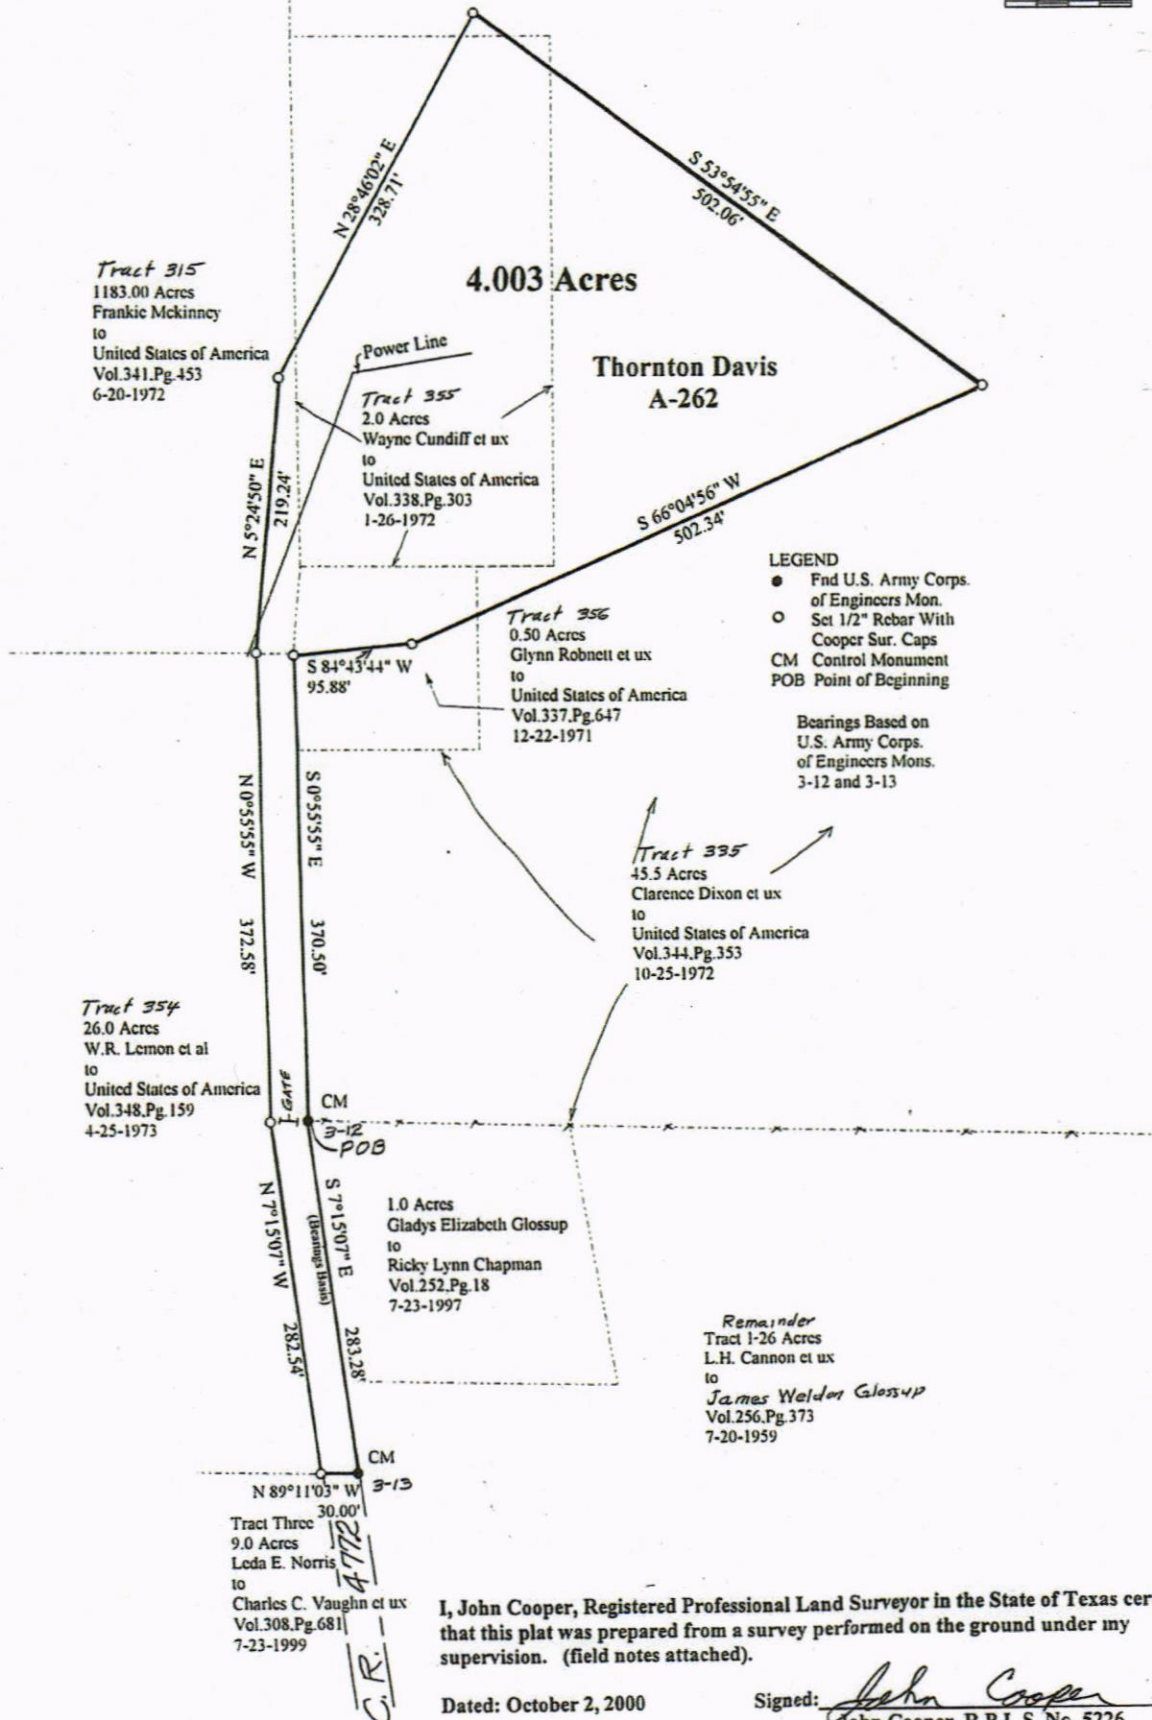 N 28°46'02" E
328.71'
S 53°54'55" E
502.06'
4.003 Acres
Thornton Davis
A-262
Tract 315
1183.00 Acres
Frankie Mckinney
to
United States of America
Vol.341,Pg.453
6-20-1972
Power Line
Tract 355
2.0 Acres
Wayne Cundiff et ux
to
United States of America
Vol.338,Pg.303
1-26-1972
N 5°24'50" E
219.24'
S 66°04'56" W
502.34'
LEGEND
Fnd U.S. Army Corps.
of Engineers Mon.
Set 1/2" Rebar With
Cooper Sur. Caps
CM Control Monument
POB Point of Beginning
Bearings Based on
U.S. Army Corps.
of Engineers Mons.
3-12 and 3-13
S 84°43'44" W
95.88'
Tract 356
0.50 Acres
Glynn Robnett et ux
to
United States of America
Vol.337,Pg.647
12-22-1971
N 0°55'55" W
372.58'
S 0°55'55" E
370.50'
Tract 335
45.5 Acres
Clarence Dixon et ux
to
United States of America
Vol.344,Pg.353
10-25-1972
Tract 354
26.0 Acres
W.R. Lemon et al
to
United States of America
Vol.348,Pg.159
4-25-1973
GATE
CM
3-12
POB
N 7°15'07" W
282.54'
S 7°15'07" E
(Bearings Basis)
283.28'
1.0 Acres
Gladys Elizabeth Glossup
to
Ricky Lynn Chapman
Vol.252,Pg.18
7-23-1997
Remainder
Tract 1-26 Acres
L.H. Cannon et ux
to
James Weldon Glossup
Vol.256,Pg.373
7-20-1959
CM
3-13
N 89°11'03" W
30.00'
Tract Three
9.0 Acres
Leda E. Norris
to
Charles C. Vaughn et ux
Vol.308,Pg.681
7-23-1999
C.R. 4772
I, John Cooper, Registered Professional Land Surveyor in the State of Texas cer
that this plat was prepared from a survey performed on the ground under my
supervision. (field notes attached).
Dated: October 2, 2000
Signed: John Cooper
John Cooper, R.P.L.S. No. 5226